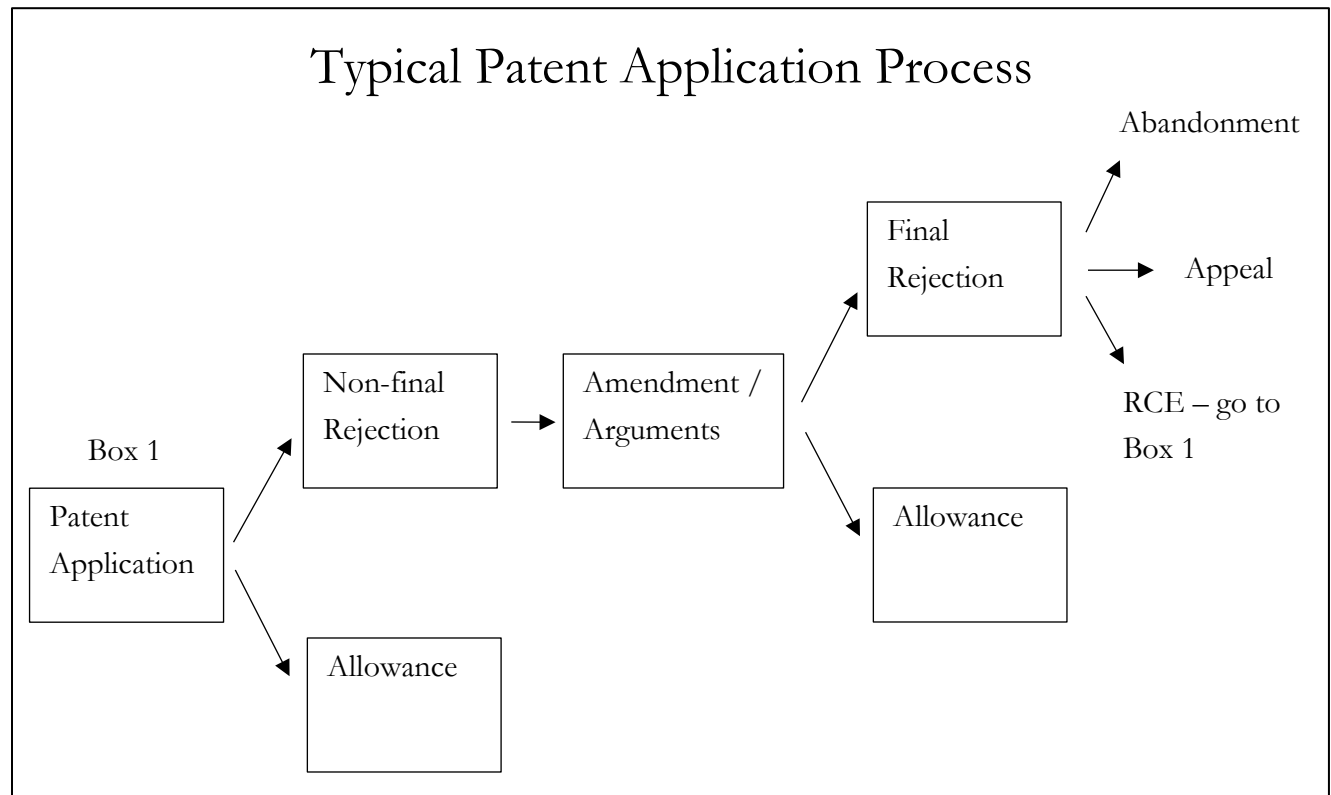 Typical Patent Application Process
Abandonment
Final
Rejection
Appeal
Non-final
Rejection
Amendment /
Arguments
RCE – go to
Box 1
Box 1
Patent
Application
Allowance
Allowance